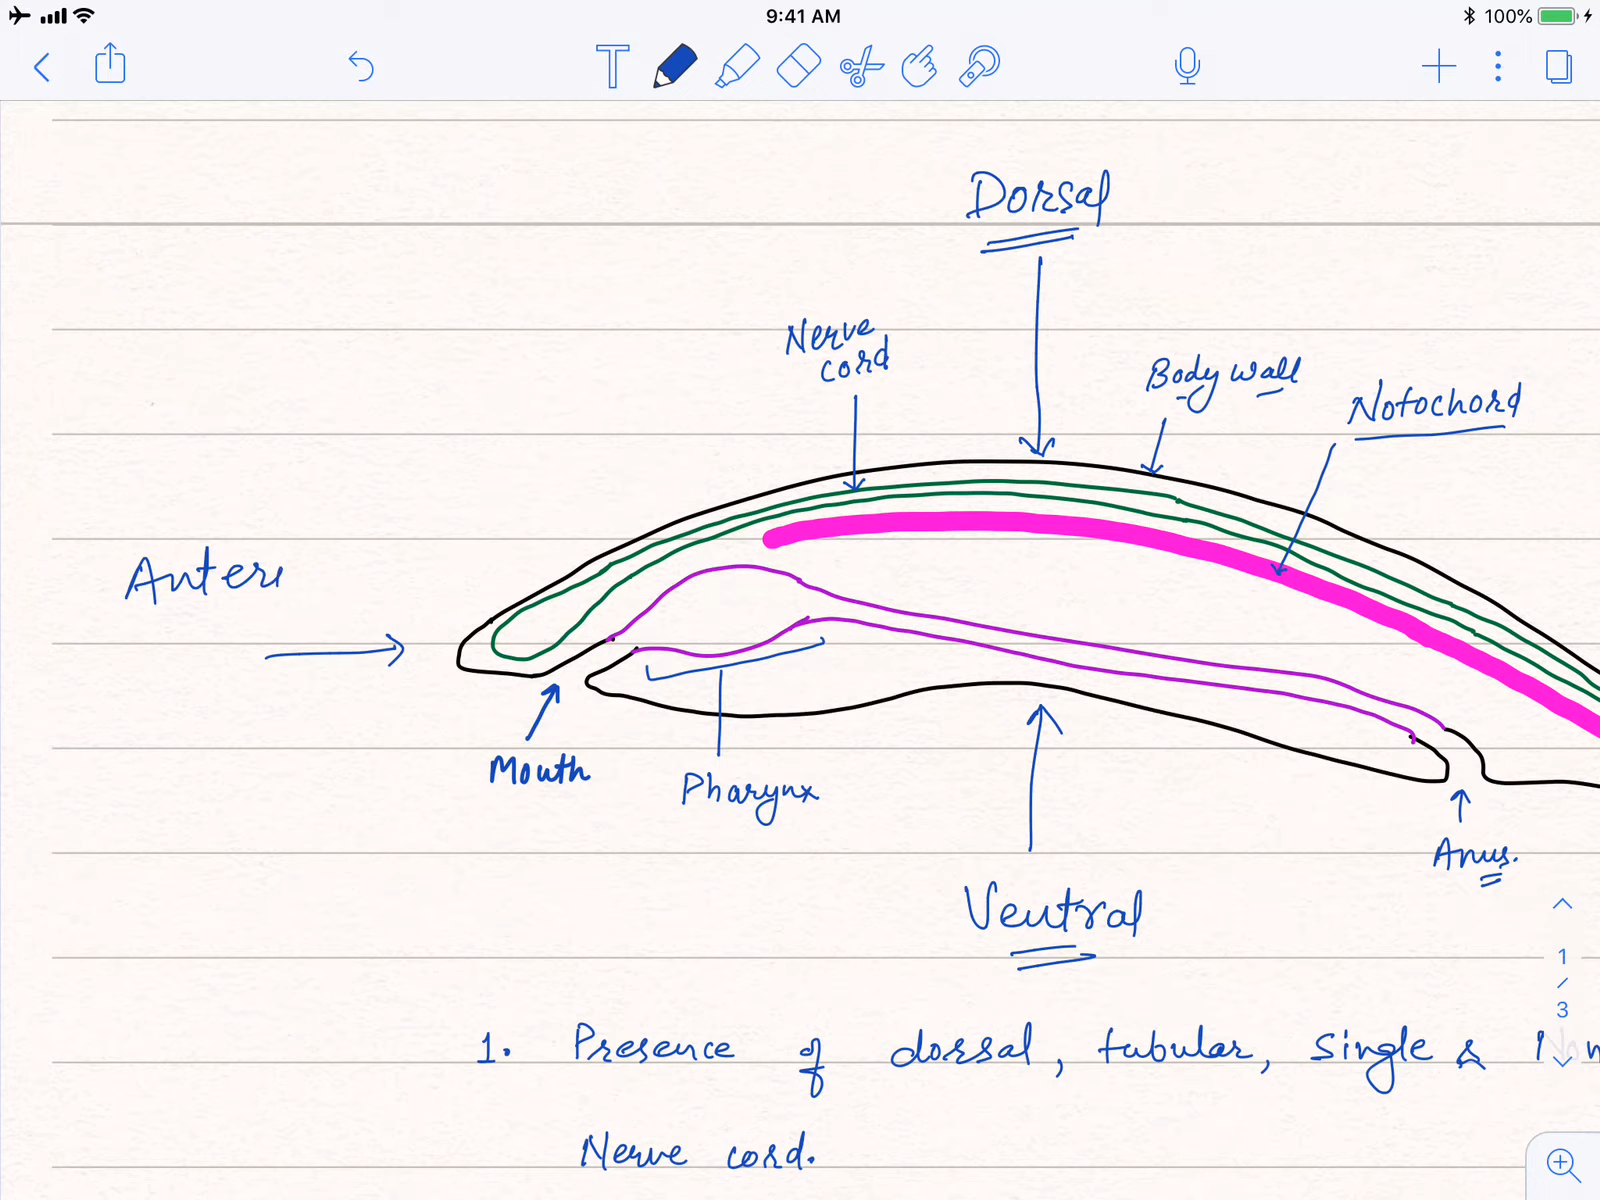 9:41 AM
100%
Dorsal
Nerve
cord
Body wall
Notochord
Anteri
Mouth
Pharynx
Anus.
Ventral
1
/
3
1. Presence of dorsal, tubular, single &
Nerve cord.